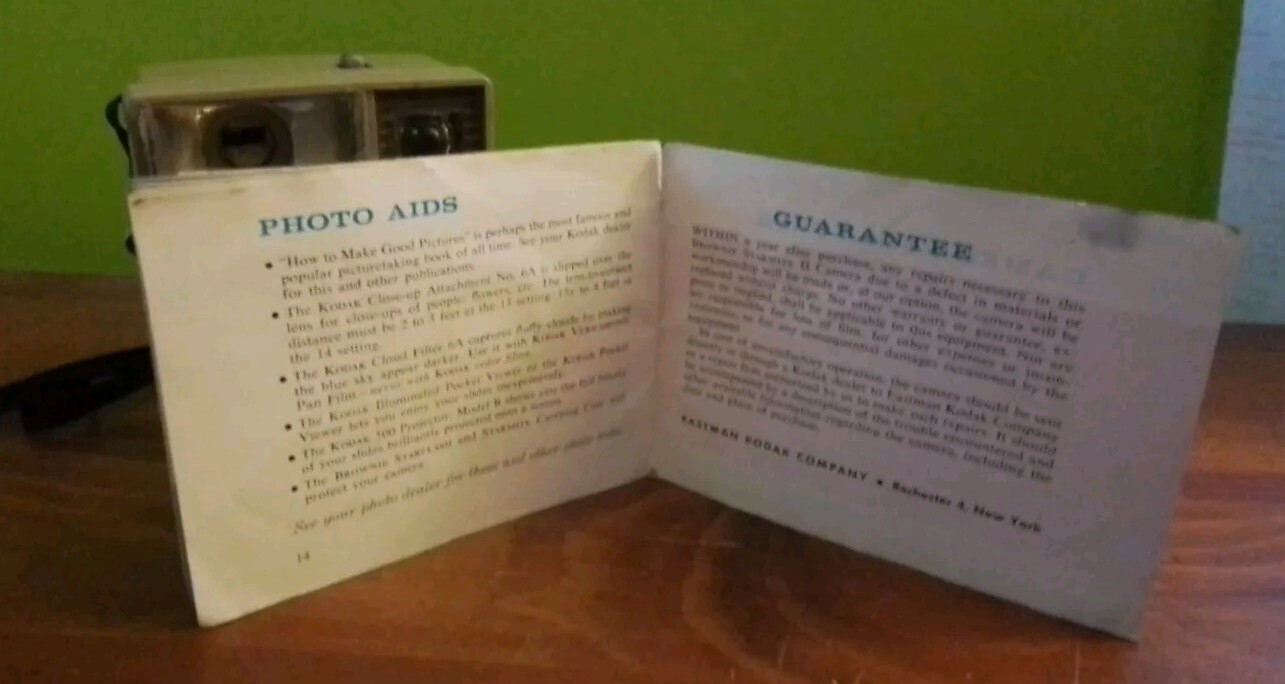 PHOTO AIDS
• "How to Make Good Pictures" is perhaps the most famous and
popular picturetaking book of all time. See your Kodak dealer
for this and other publications.
• The KODAK Close-up Attachment No. 6A is slipped over the
lens for close-ups of people, flowers, etc. The lens-to-subject
distance must be 2 to 3 feet at the 13 setting, 3½ to 4 feet at
the 14 setting.
• The KODAK Cloud Filter 6A captures fluffy clouds by making
the blue sky appear darker. Use it with KODAK VERICHROME
Pan Film—never with Kodak color films.
• The KODAK Illuminated Pocket Viewer or the KODAK Pocket
Viewer lets you enjoy your slides inexpensively.
• The KODAK 500 Projector, Model B shows you the full beauty
of your slides brilliantly projected onto a screen.
• The BROWNIE STARFLASH and STARMITE Carrying Case will
protect your camera.
See your photo dealer for these and other photo aids.
14
GUARANTEE
WITHIN a year after purchase, any repairs necessary to this
BROWNIE STARMITE II Camera due to a defect in materials or
workmanship will be made or, at our option, the camera will be
replaced without charge. No other warranty or guarantee, ex-
press or implied, shall be applicable to this equipment. Nor are
we responsible for loss of film, for other expenses or incon-
veniences, or for any consequential damages occasioned by the
equipment.
In case of unsatisfactory operation, the camera should be sent
directly or through a Kodak dealer to Eastman Kodak Company
or a repair firm authorized by us to make such repairs. It should
be accompanied by a description of the trouble encountered and
other available information regarding the camera, including the
date and place of purchase.
EASTMAN KODAK COMPANY • Rochester 4, New York